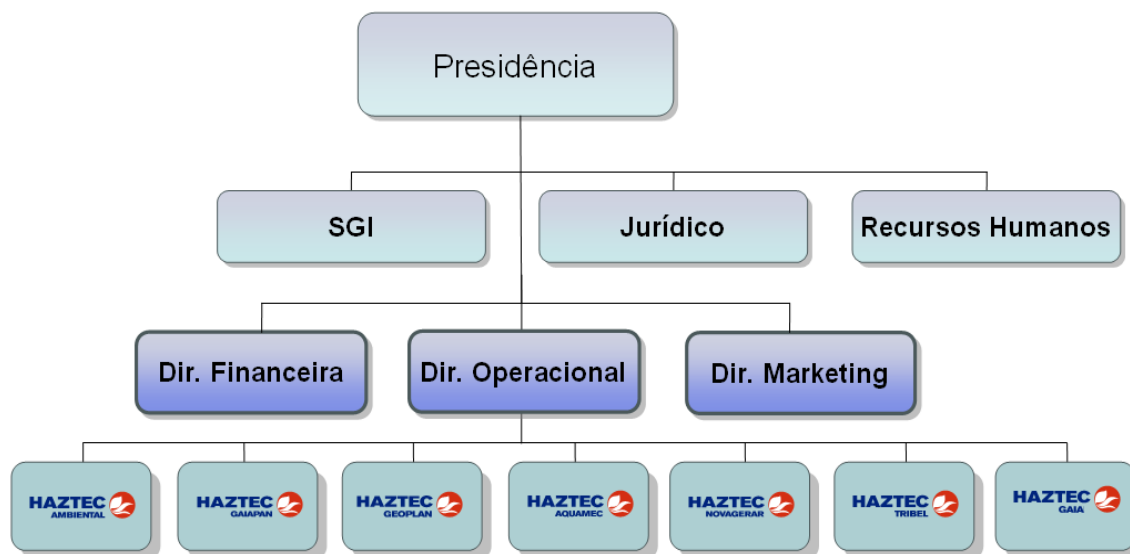 Presidência
SGI
Jurídico
Recursos Humanos
Dir. Financeira
Dir. Operacional
Dir. Marketing
HAZTEC
AMBIENTAL
HAZTEC
GAIAPAN
HAZTEC
GEOPLAN
HAZTEC
AQUAMEC
HAZTEC
NOVAGERAR
HAZTEC
TRIBEL
HAZTEC
GAIA